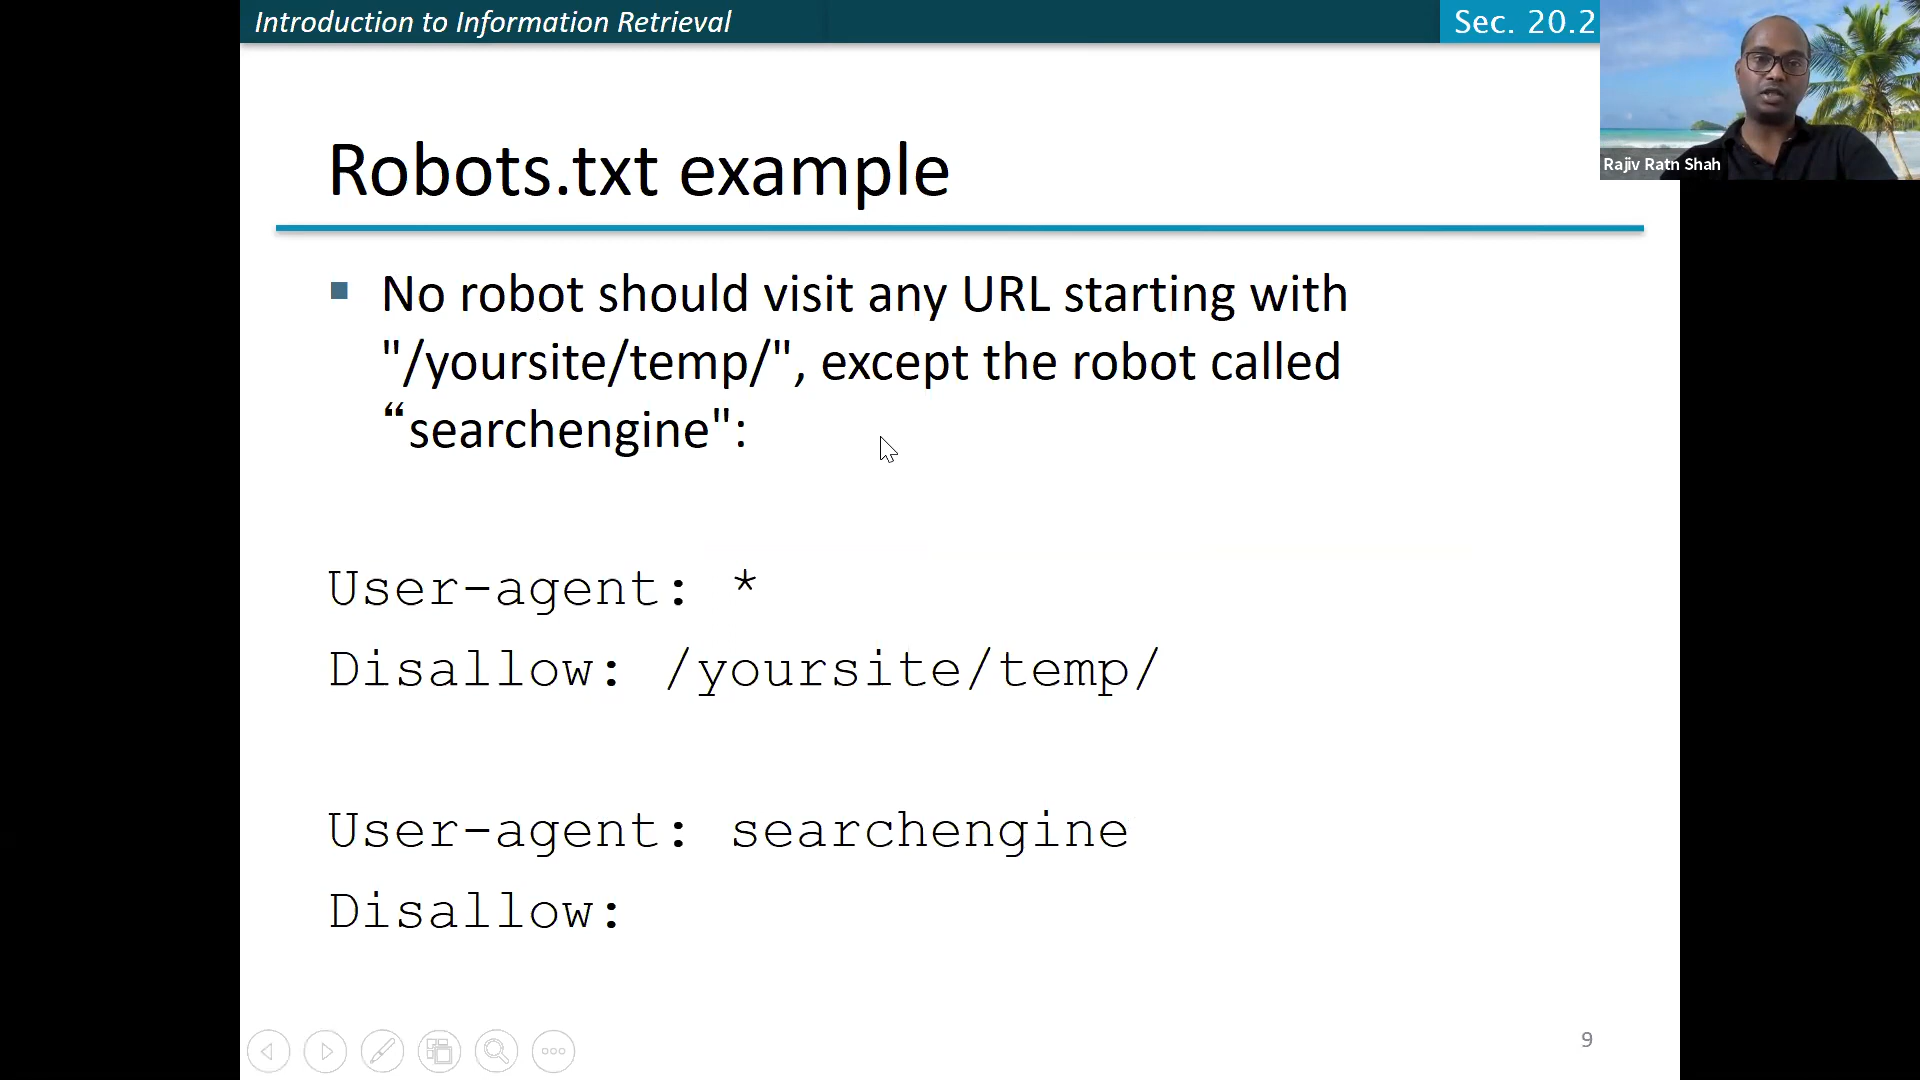 Introduction to Information Retrieval
Sec. 20.2
Rajiv Ratn Shah
Robots.txt example
No robot should visit any URL starting with
"/yoursite/temp/", except the robot called
“searchengine":
User-agent: *
Disallow: /yoursite/temp/
User-agent: searchengine
Disallow:
9